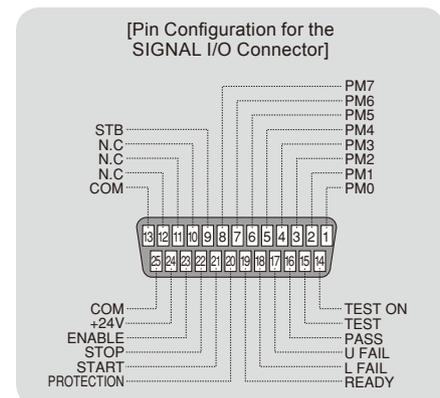 [Pin Configuration for the
SIGNAL I/O Connector]
PM7
PM6
PM5
STB PM4
N.C PM3
N.C PM2
N.C PM1
COM PM0
13 12 11 10 9 8 7 6 5 4 3 2 1
25 24 23 22 21 20 19 18 17 16 15 14
COM TEST ON
+24V TEST
ENABLE PASS
STOP U FAIL
START L FAIL
PROTECTION READY